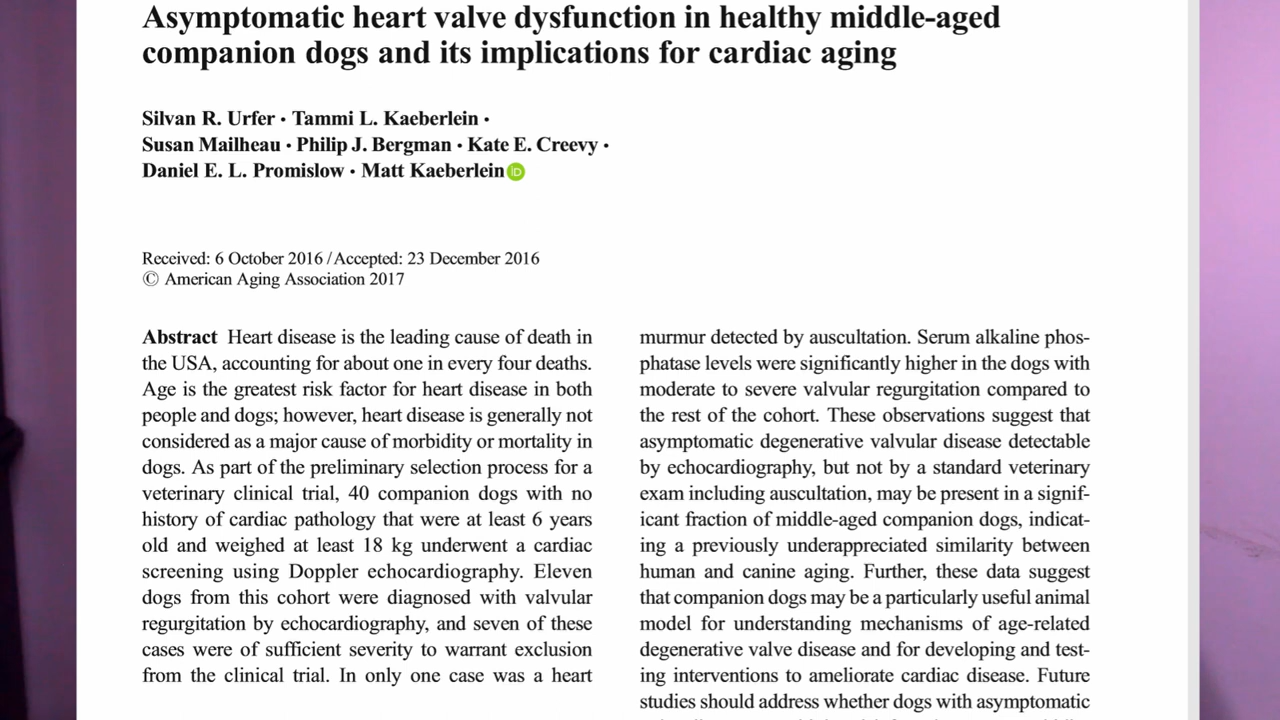 Asymptomatic heart valve dysfunction in healthy middle-aged
companion dogs and its implications for cardiac aging
Silvan R. Urfer · Tammi L. Kaeberlein ·
Susan Mailheau · Philip J. Bergman · Kate E. Creevy ·
Daniel E. L. Promislow · Matt Kaeberlein iD
Received: 6 October 2016 / Accepted: 23 December 2016
© American Aging Association 2017
Abstract Heart disease is the leading cause of death in
the USA, accounting for about one in every four deaths.
Age is the greatest risk factor for heart disease in both
people and dogs; however, heart disease is generally not
considered as a major cause of morbidity or mortality in
dogs. As part of the preliminary selection process for a
veterinary clinical trial, 40 companion dogs with no
history of cardiac pathology that were at least 6 years
old and weighed at least 18 kg underwent a cardiac
screening using Doppler echocardiography. Eleven
dogs from this cohort were diagnosed with valvular
regurgitation by echocardiography, and seven of these
cases were of sufficient severity to warrant exclusion
from the clinical trial. In only one case was a heart
murmur detected by auscultation. Serum alkaline phos-
phatase levels were significantly higher in the dogs with
moderate to severe valvular regurgitation compared to
the rest of the cohort. These observations suggest that
asymptomatic degenerative valvular disease detectable
by echocardiography, but not by a standard veterinary
exam including auscultation, may be present in a signif-
icant fraction of middle-aged companion dogs, indicat-
ing a previously underappreciated similarity between
human and canine aging. Further, these data suggest
that companion dogs may be a particularly useful animal
model for understanding mechanisms of age-related
degenerative valve disease and for developing and test-
ing interventions to ameliorate cardiac disease. Future
studies should address whether dogs with asymptomatic